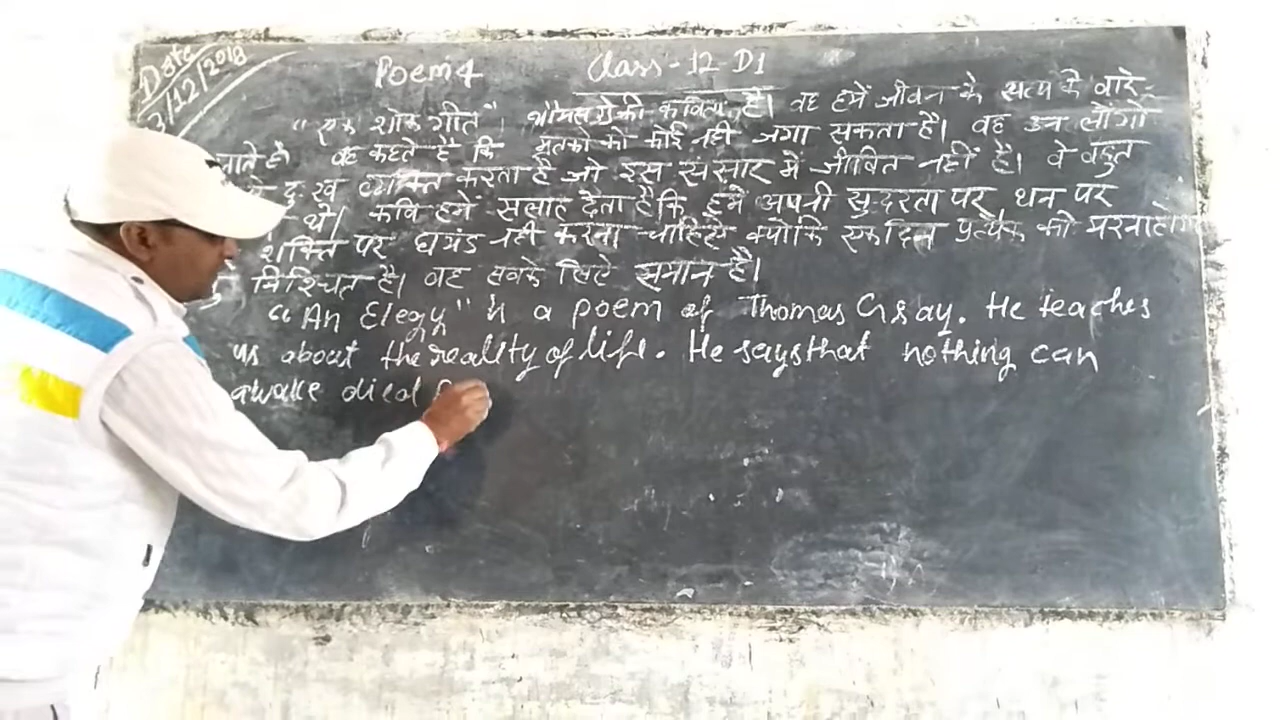 Date
3/12/2018
Poem 4 Class-12-D1
"एक शोक गीत" थॉमस ग्रे की कविता है। वह हमें जीवन के सत्य के बारे-
वह कहते है कि मृतको को कोई नही जगा सकता है। वह उन लोंगो
दुःख व्यक्ति करता है जो इस संसार में जीवित नहीं है। वे बहुत
थे। कवि हमें सलाह देता है कि हमें अपनी सुन्दरता पर धन पर
शक्ति पर घमंड नही करना चाहिए क्योकि एक दिन प्रत्येक को मरना
निश्चित है। वह सबके लिए समान है।
"An Elegy" is a poem of Thomas Gray. He teaches
us about the reality of life. He says that nothing can
awake died